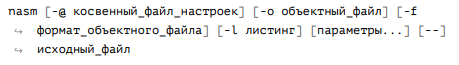 nasm [-@ косвенный_файл_настроек] [-o объектный_файл] [-f
↪ формат_объектного_файла] [-l листинг] [параметры...] [--]
↪ исходный_файл